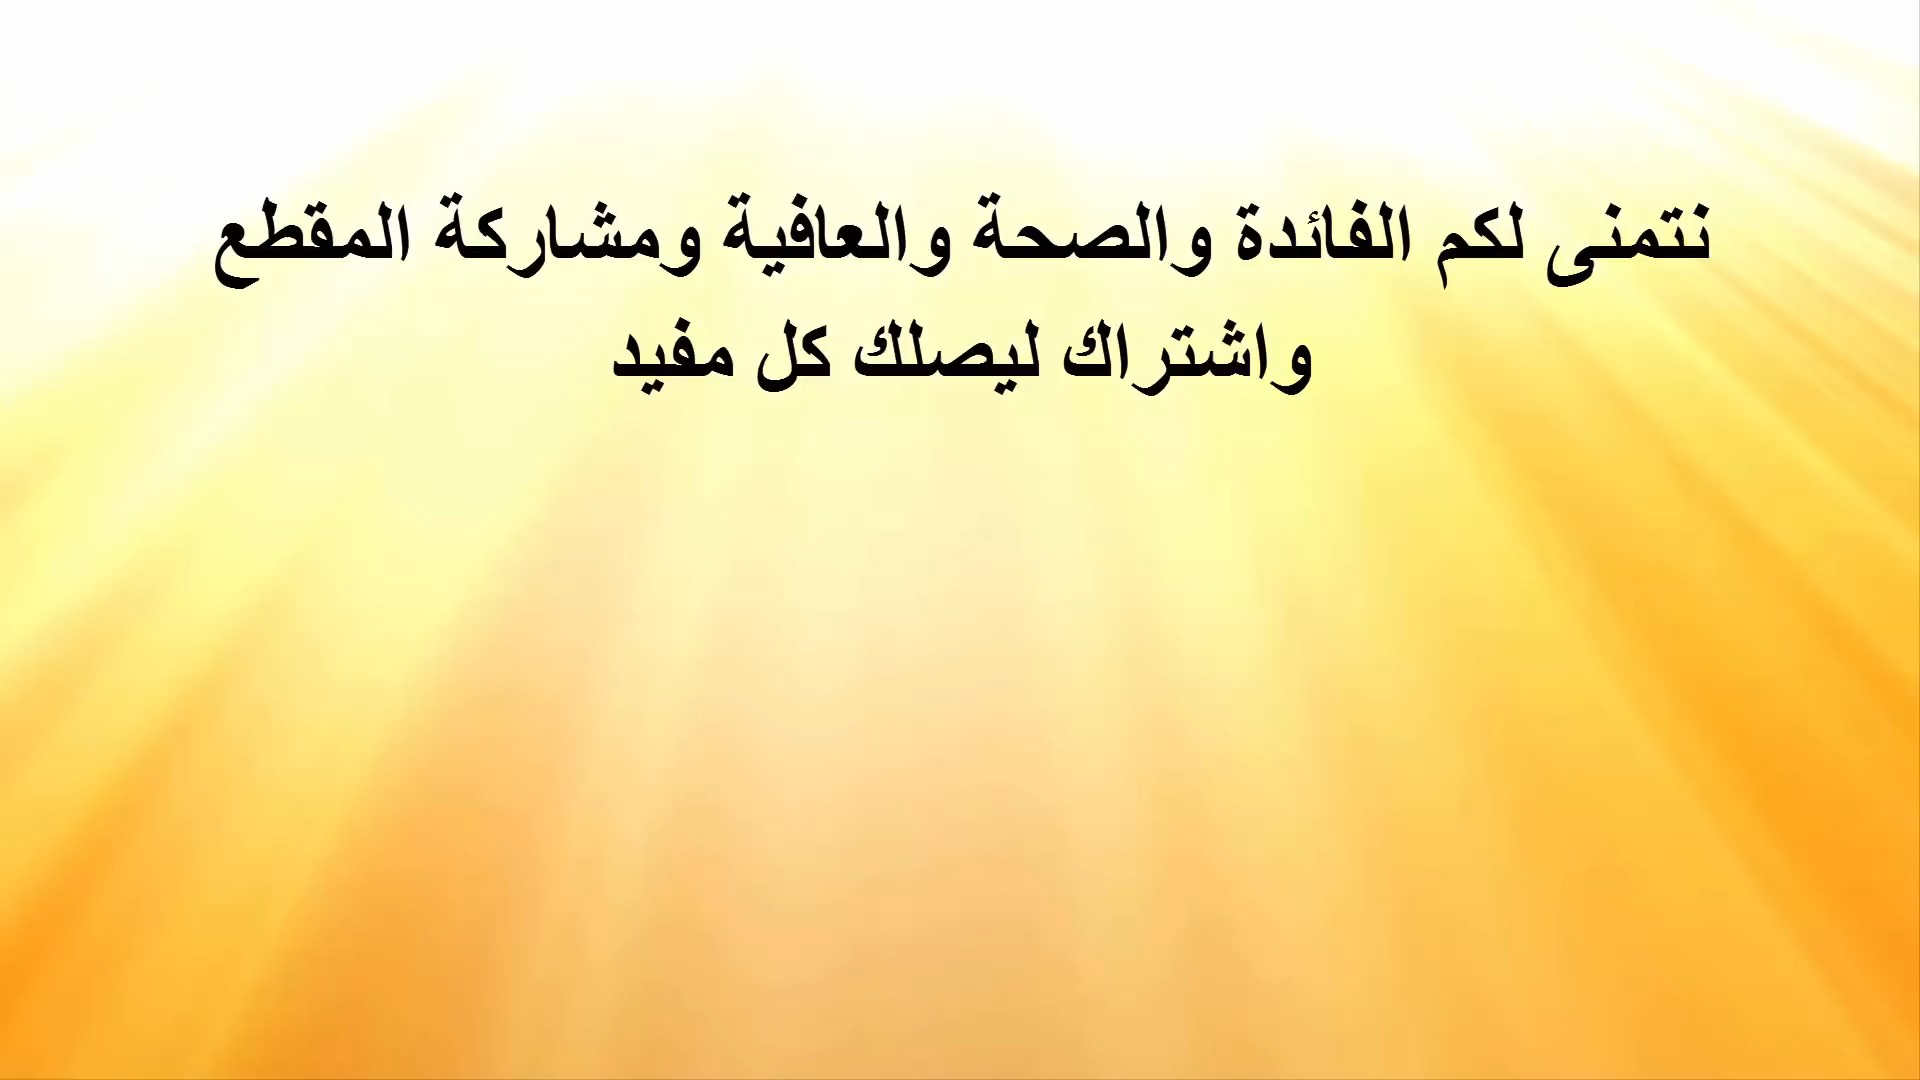 نتمنى لكم الفائدة والصحة والعافية ومشاركة المقطع
واشتراك ليصلك كل مفيد